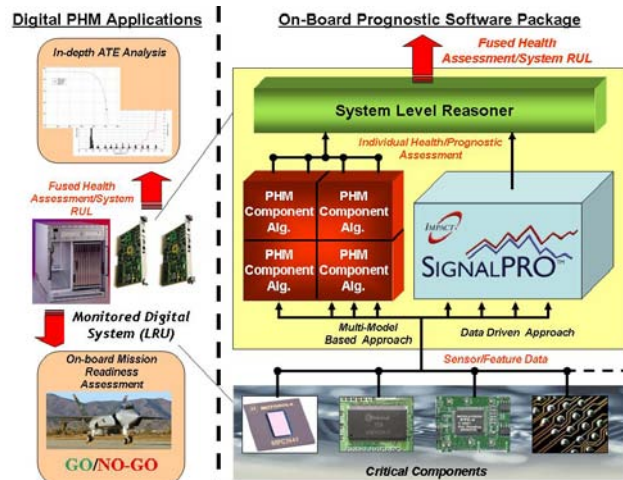 Digital PHM Applications
In-depth ATE Analysis
Fused Health
Assessment/System
RUL
Monitored Digital
System (LRU)
On-board Mission
Readiness
Assessment
GO/NO-GO
On-Board Prognostic Software Package
Fused Health
Assessment/System RUL
System Level Reasoner
Individual Health/Prognostic
Assessment
PHM
Component
Alg.
PHM
Component
Alg.
PHM
Component
Alg.
PHM
Component
Alg.
IMPACT
SIGNALPRO™
Multi-Model
Based Approach
Data Driven Approach
Sensor/Feature Data
MOTOROLA
Critical Components